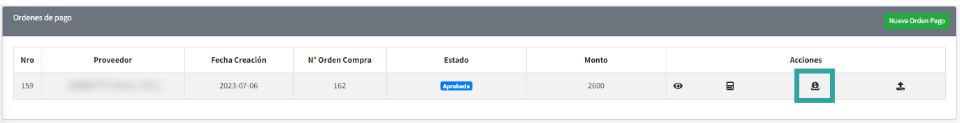 Ordenes de pago
Nueva Orden Pago
Nro Proveedor Fecha Creación N° Orden Compra Estado Monto Acciones
159 2023-07-06 162 Aprobada 2600